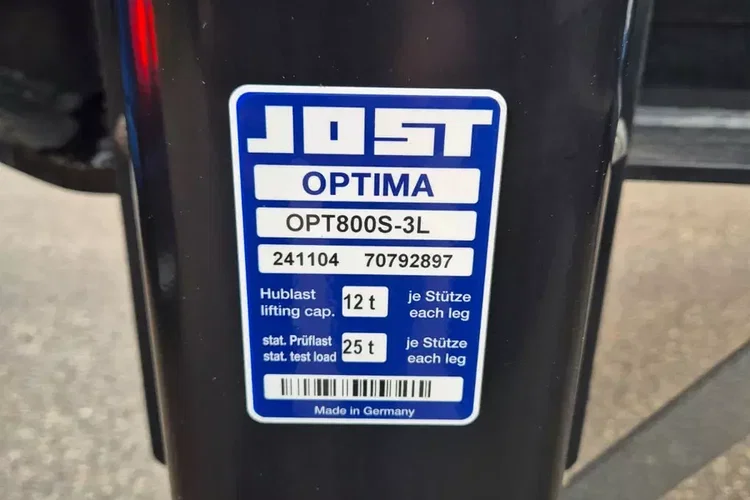 JOST
OPTIMA
OPT800S-3L
241104 70792897
Hublast
lifting cap. 12 t je Stütze
each leg
stat. Prüflast
stat. test load 25 t je Stütze
each leg
Made in Germany